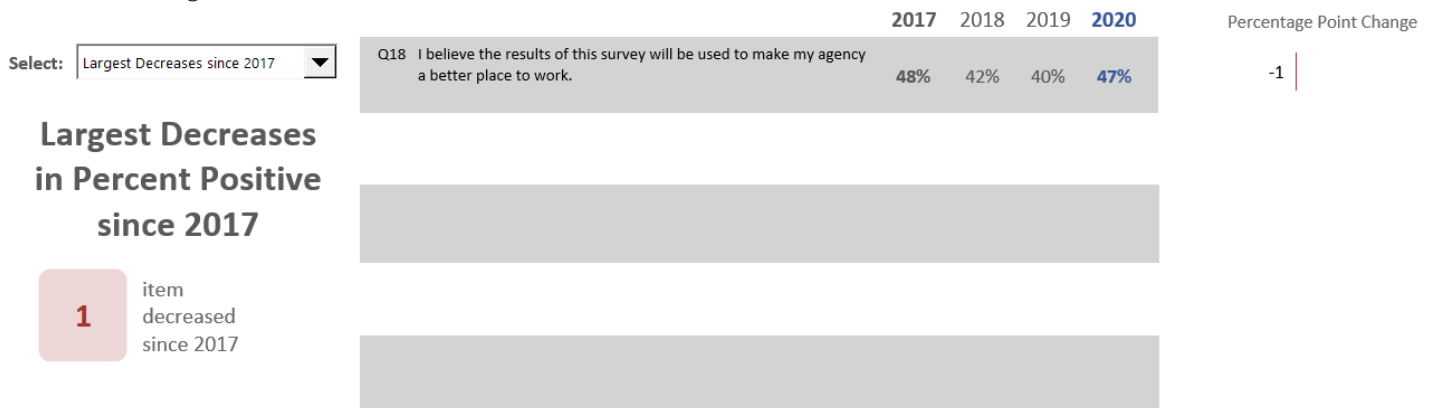 2017 2018 2019 2020 Percentage Point Change
Select: Largest Decreases since 2017
Q18 I believe the results of this survey will be used to make my agency
a better place to work. 48% 42% 40% 47% -1
Largest Decreases
in Percent Positive
since 2017
1
item
decreased
since 2017